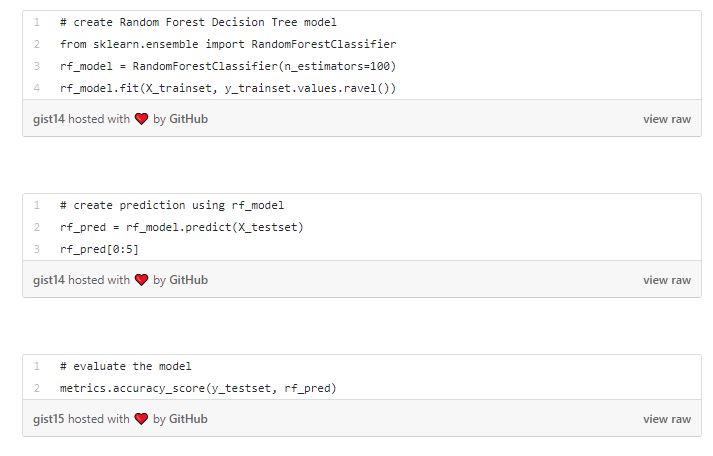 1 # create Random Forest Decision Tree model
2 from sklearn.ensemble import RandomForestClassifier
3 rf_model = RandomForestClassifier(n_estimators=100)
4 rf_model.fit(X_trainset, y_trainset.values.ravel())
gist14 hosted with ❤ by GitHub view raw
1 # create prediction using rf_model
2 rf_pred = rf_model.predict(X_testset)
3 rf_pred[0:5]
gist14 hosted with ❤ by GitHub view raw
1 # evaluate the model
2 metrics.accuracy_score(y_testset, rf_pred)
gist15 hosted with ❤ by GitHub view raw